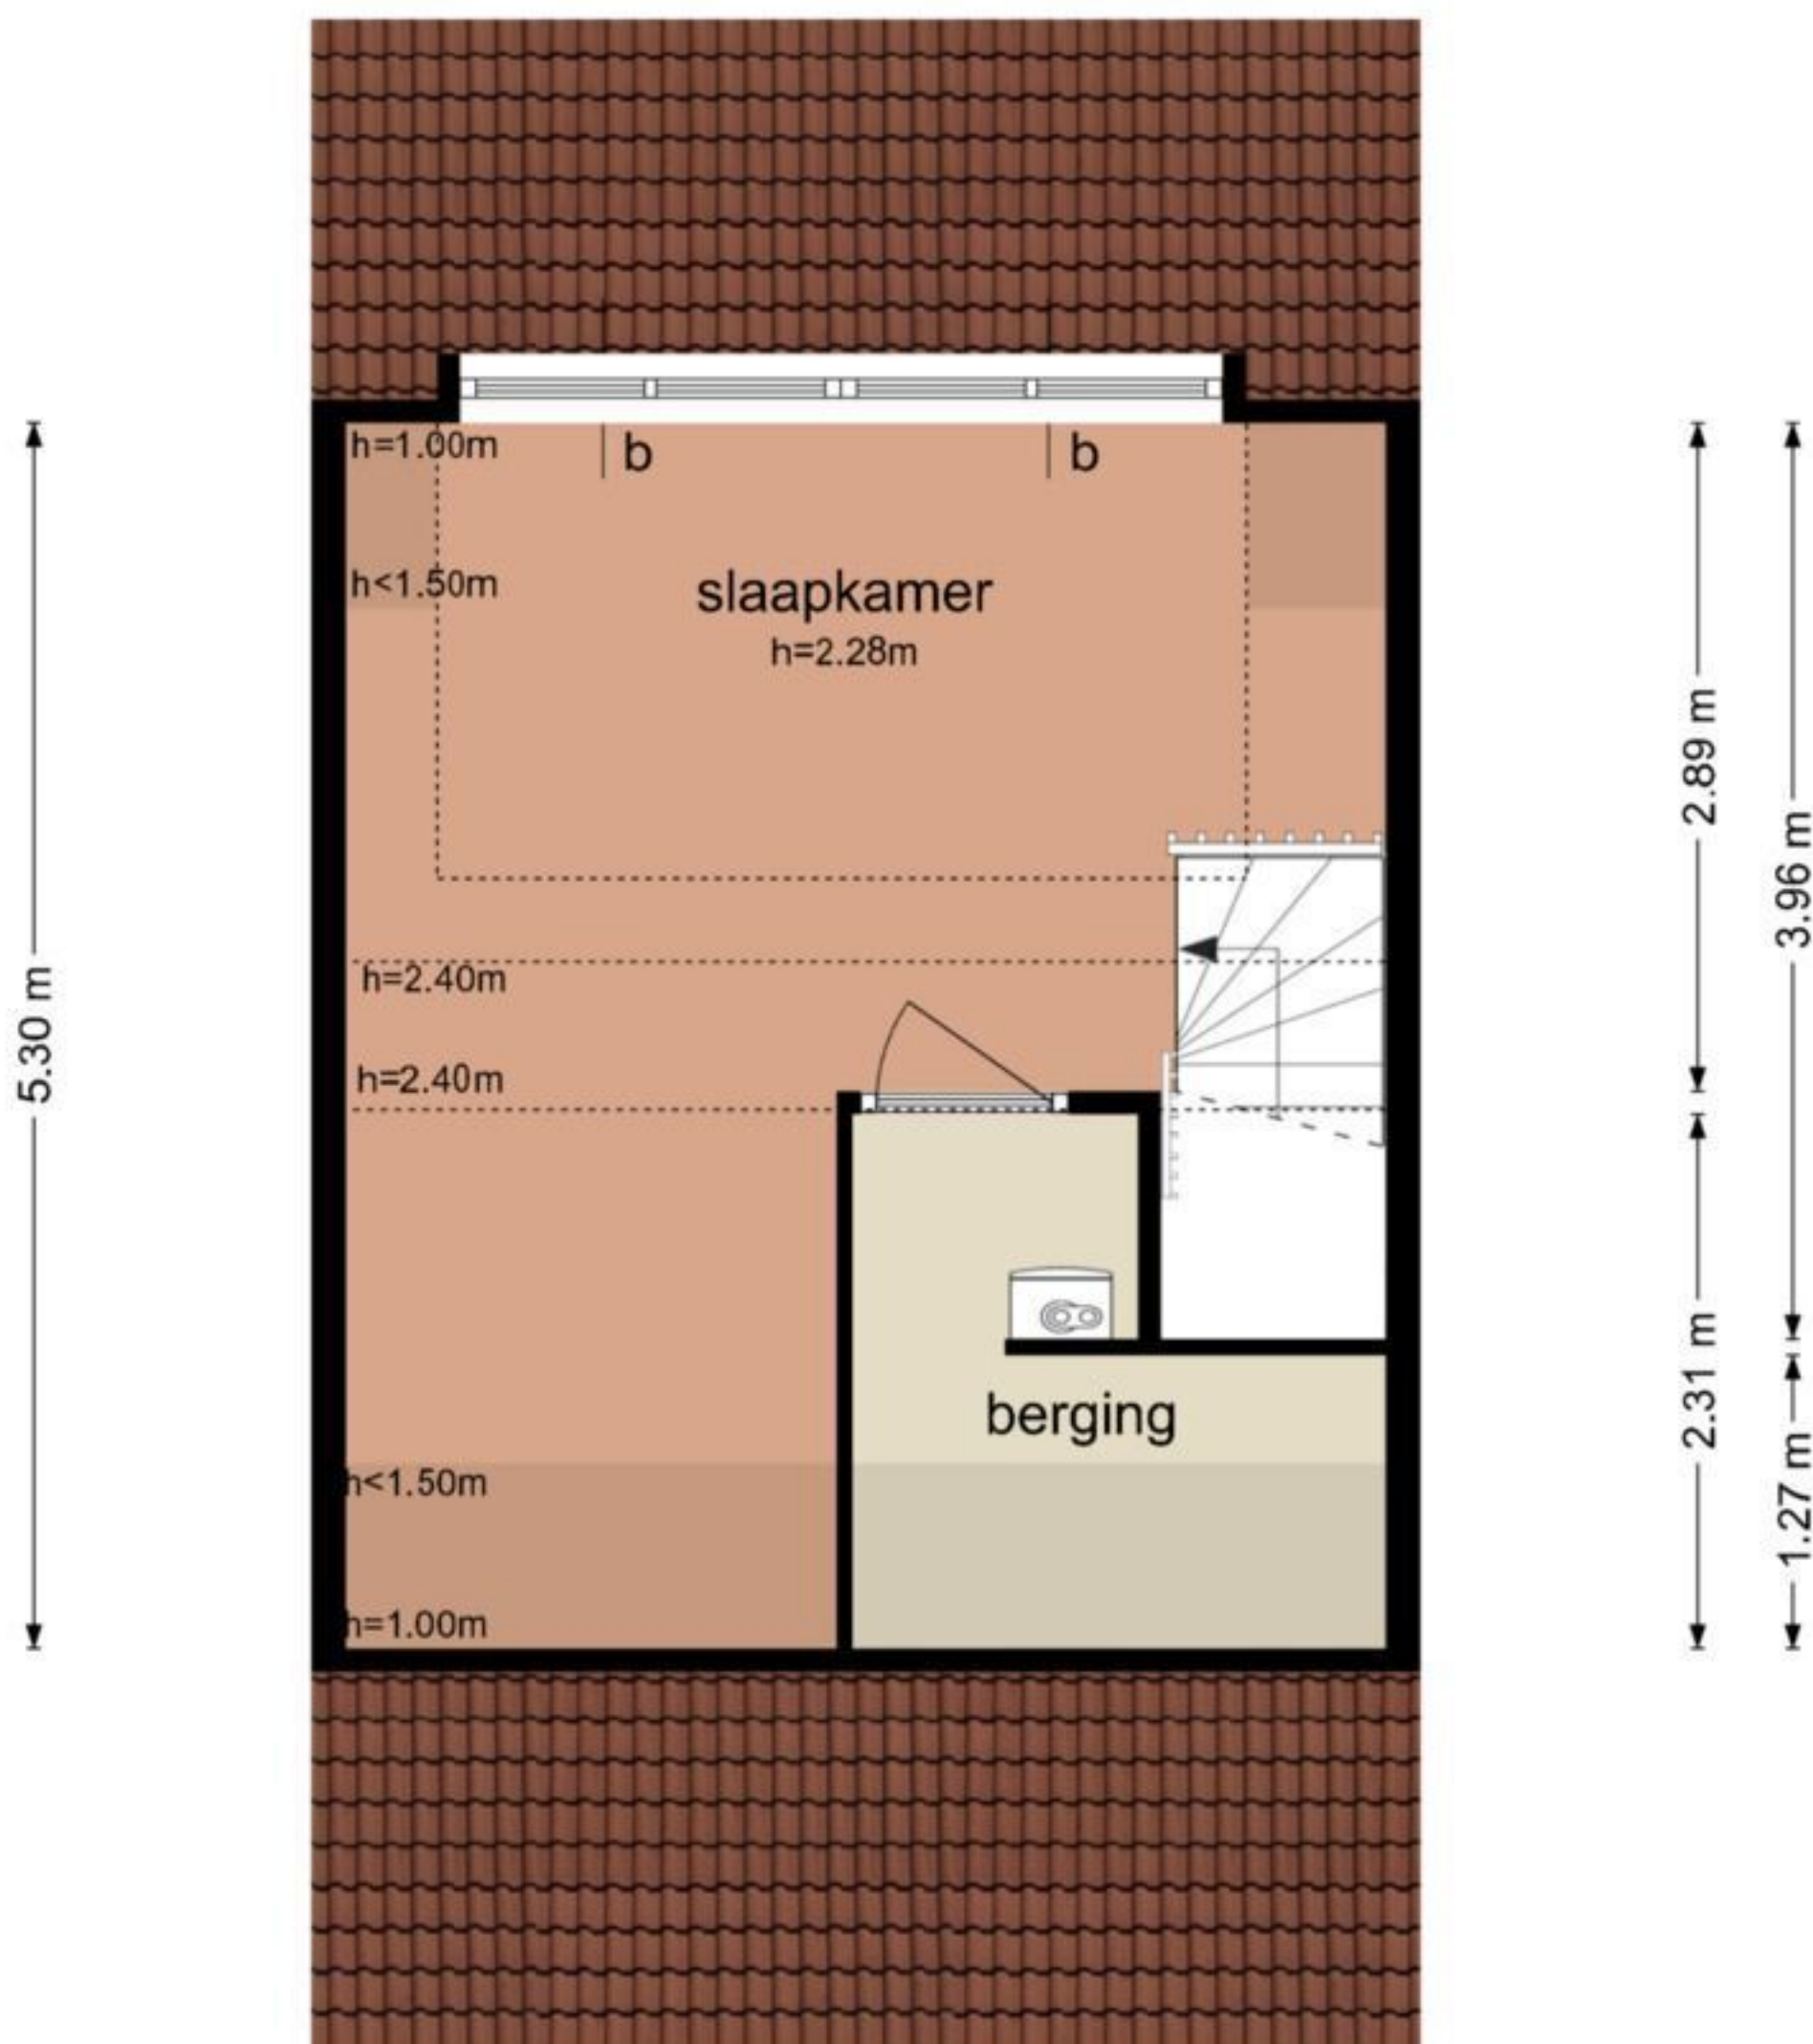 h=1.00m
b
b
h<1.50m
slaapkamer
h=2.28m
2.89 m
3.96 m
h=2.40m
5.30 m
h=2.40m
2.31 m
berging
h<1.50m
1.27 m
h=1.00m